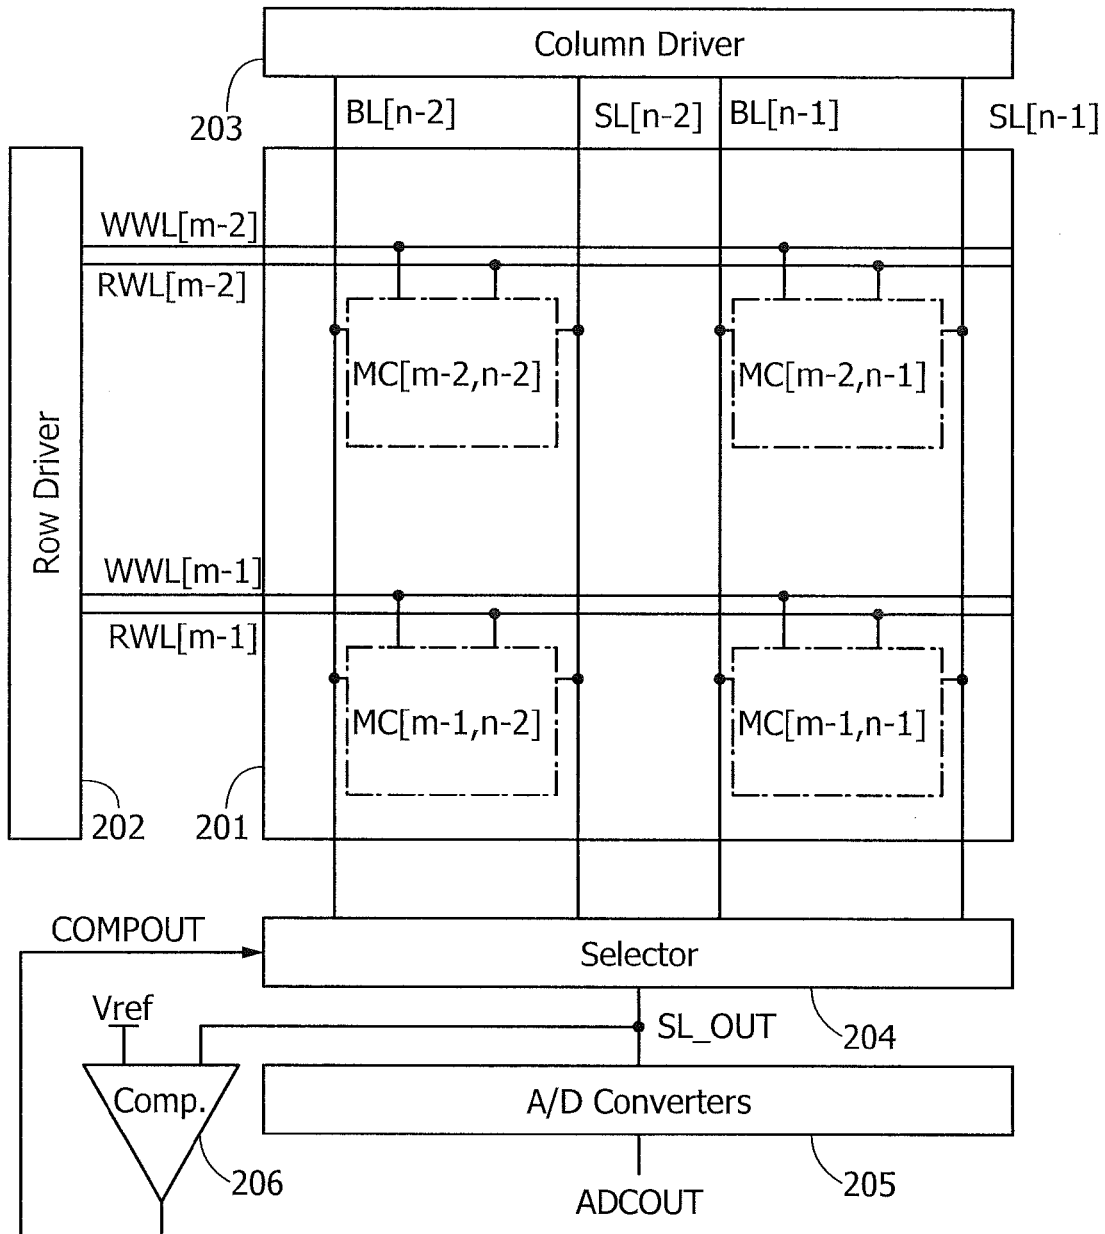 Column Driver
203
BL[n-2]
SL[n-2]
BL[n-1]
SL[n-1]
WWL[m-2]
RWL[m-2]
MC[m-2,n-2]
MC[m-2,n-1]
Row Driver
WWL[m-1]
RWL[m-1]
MC[m-1,n-2]
MC[m-1,n-1]
202
201
COMPOUT
Selector
Vref
SL_OUT
204
Comp.
A/D Converters
206
205
ADCOUT